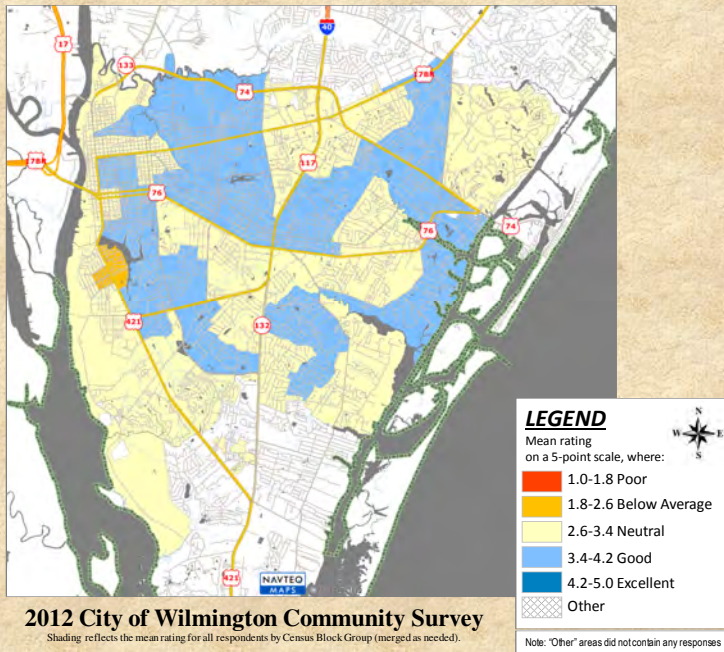 40
17
133
74
17BR
117
17BR
76
76
74
421
132
421
NAVTEQ
MAPS
LEGEND
N
W E
S
Mean rating
on a 5-point scale, where:
1.0-1.8 Poor
1.8-2.6 Below Average
2.6-3.4 Neutral
3.4-4.2 Good
4.2-5.0 Excellent
Other
2012 City of Wilmington Community Survey
Shading reflects the mean rating for all respondents by Census Block Group (merged as needed).
Note: "Other" areas did not contain any responses